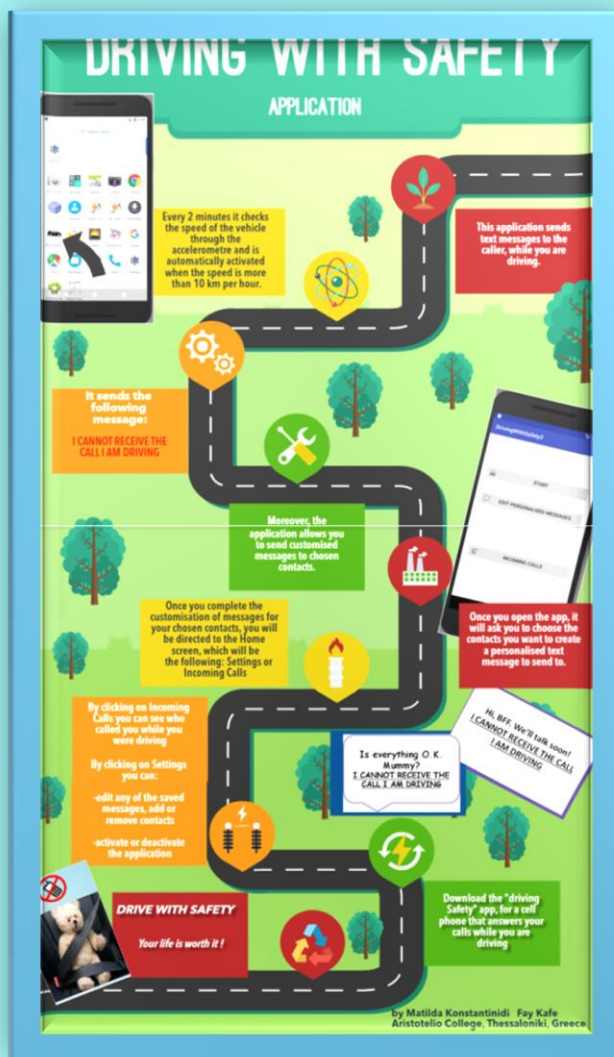 DRIVING WITH SAFETY
APPLICATION
This application sends
text messages to the
caller, while you are
driving.
Every 2 minutes it checks
the speed of the vehicle
through the
accelerometre and is
automatically activated
when the speed is more
than 10 km per hour.
It sends the
following
message:
I CANNOT RECEIVE THE
CALL I AM DRIVING
Moreover, the
application allows you
to send customised
messages to chosen
contacts.
DrivingWithSafety2
START
EDIT PERSONALISED MESSAGES
INCOMING CALLS
Once you open the app, it
will ask you to choose the
contacts you want to create
a personalised text
message to send to.
Once you complete the
customisation of messages for
your chosen contacts, you will
be directed to the Home
screen, which will be
the following: Settings or
Incoming Calls
Hi, BFF. We'll talk soon!
I CANNOT RECEIVE THE CALL
I AM DRIVING
Is everything O.K.
Mummy?
I CANNOT RECEIVE THE
CALL I AM DRIVING
By clicking on Incoming
Calls you can see who
called you while you
were driving
By clicking on Settings
you can:
-edit any of the saved
messages, add or
remove contacts
-activate or deactivate
the application
Download the "driving
Safety" app, for a cell
phone that answers your
calls while you are
driving
DRIVE WITH SAFETY
Your life is worth it !
by Matilda Konstantinidi Fay Kafe
Aristotelio College, Thessaloniki, Greece